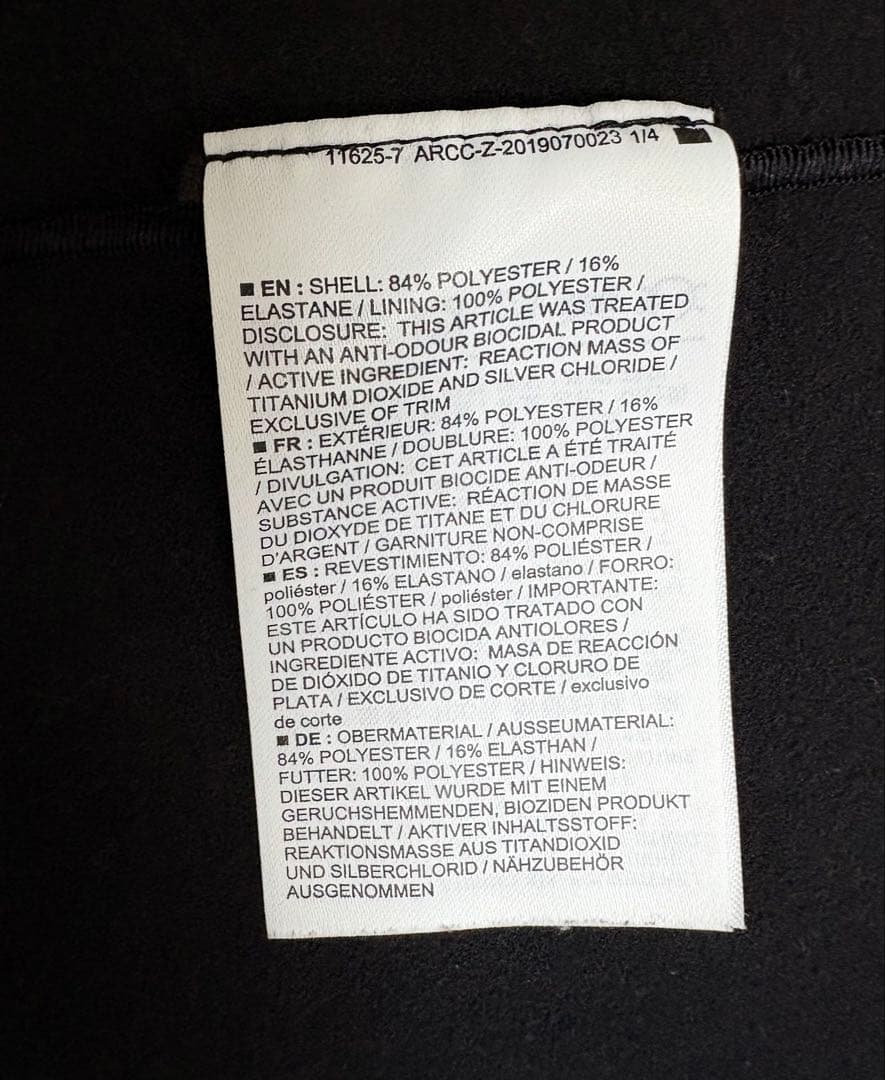 11625-7 ARCC-Z-2019070023 1/4
EN : SHELL: 84% POLYESTER / 16%
ELASTANE / LINING: 100% POLYESTER /
DISCLOSURE: THIS ARTICLE WAS TREATED
WITH AN ANTI-ODOUR BIOCIDAL PRODUCT
/ ACTIVE INGREDIENT: REACTION MASS OF
TITANIUM DIOXIDE AND SILVER CHLORIDE /
EXCLUSIVE OF TRIM
FR : EXTÉRIEUR: 84% POLYESTER / 16%
ÉLASTHANNE / DOUBLURE: 100% POLYESTER
/ DIVULGATION: CET ARTICLE A ÉTÉ TRAITÉ
AVEC UN PRODUIT BIOCIDE ANTI-ODEUR /
SUBSTANCE ACTIVE: RÉACTION DE MASSE
DU DIOXYDE DE TITANE ET DU CHLORURE
D'ARGENT / GARNITURE NON-COMPRISE
ES : REVESTIMIENTO: 84% POLIÉSTER /
poliéster / 16% ELASTANO / elastano / FORRO:
100% POLIÉSTER / poliéster / IMPORTANTE:
ESTE ARTÍCULO HA SIDO TRATADO CON
UN PRODUCTO BIOCIDA ANTIOLORES /
INGREDIENTE ACTIVO: MASA DE REACCIÓN
DE DIÓXIDO DE TITANIO Y CLORURO DE
PLATA / EXCLUSIVO DE CORTE / exclusivo
de corte
DE : OBERMATERIAL / AUSSEUMATERIAL:
84% POLYESTER / 16% ELASTHAN /
FUTTER: 100% POLYESTER / HINWEIS:
DIESER ARTIKEL WURDE MIT EINEM
GERUCHSHEMMENDEN, BIOZIDEN PRODUKT
BEHANDELT / AKTIVER INHALTSSTOFF:
REAKTIONSMASSE AUS TITANDIOXID
UND SILBERCHLORID / NÄHZUBEHÖR
AUSGENOMMEN